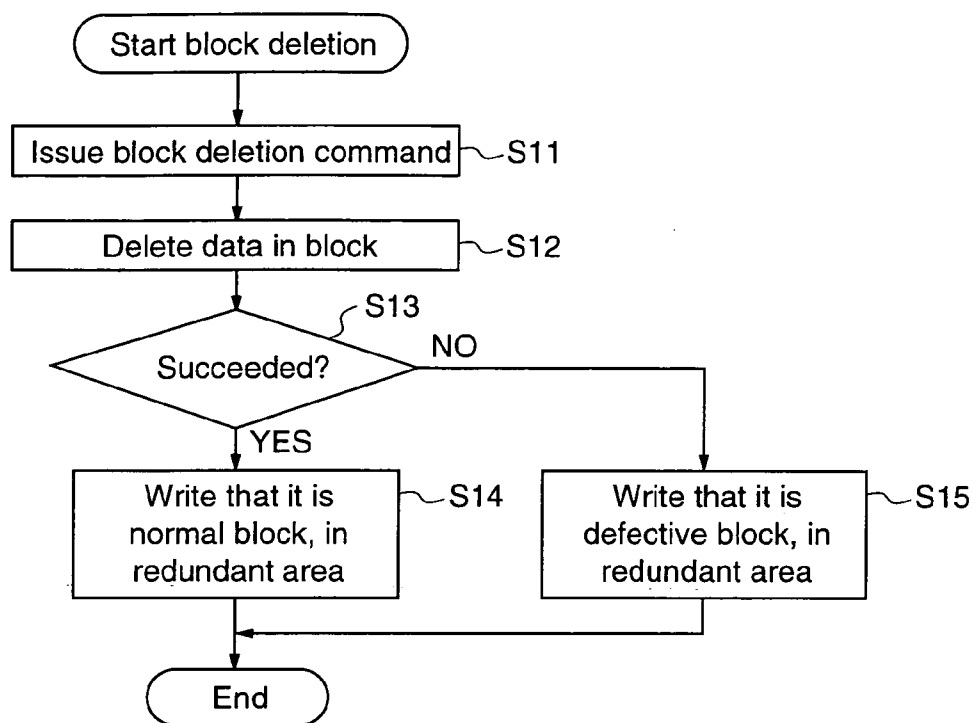 Start block deletion
Issue block deletion command
S11
Delete data in block
S12
S13
Succeeded?
NO
YES
Write that it is
normal block, in
redundant area
S14
Write that it is
defective block, in
redundant area
S15
End